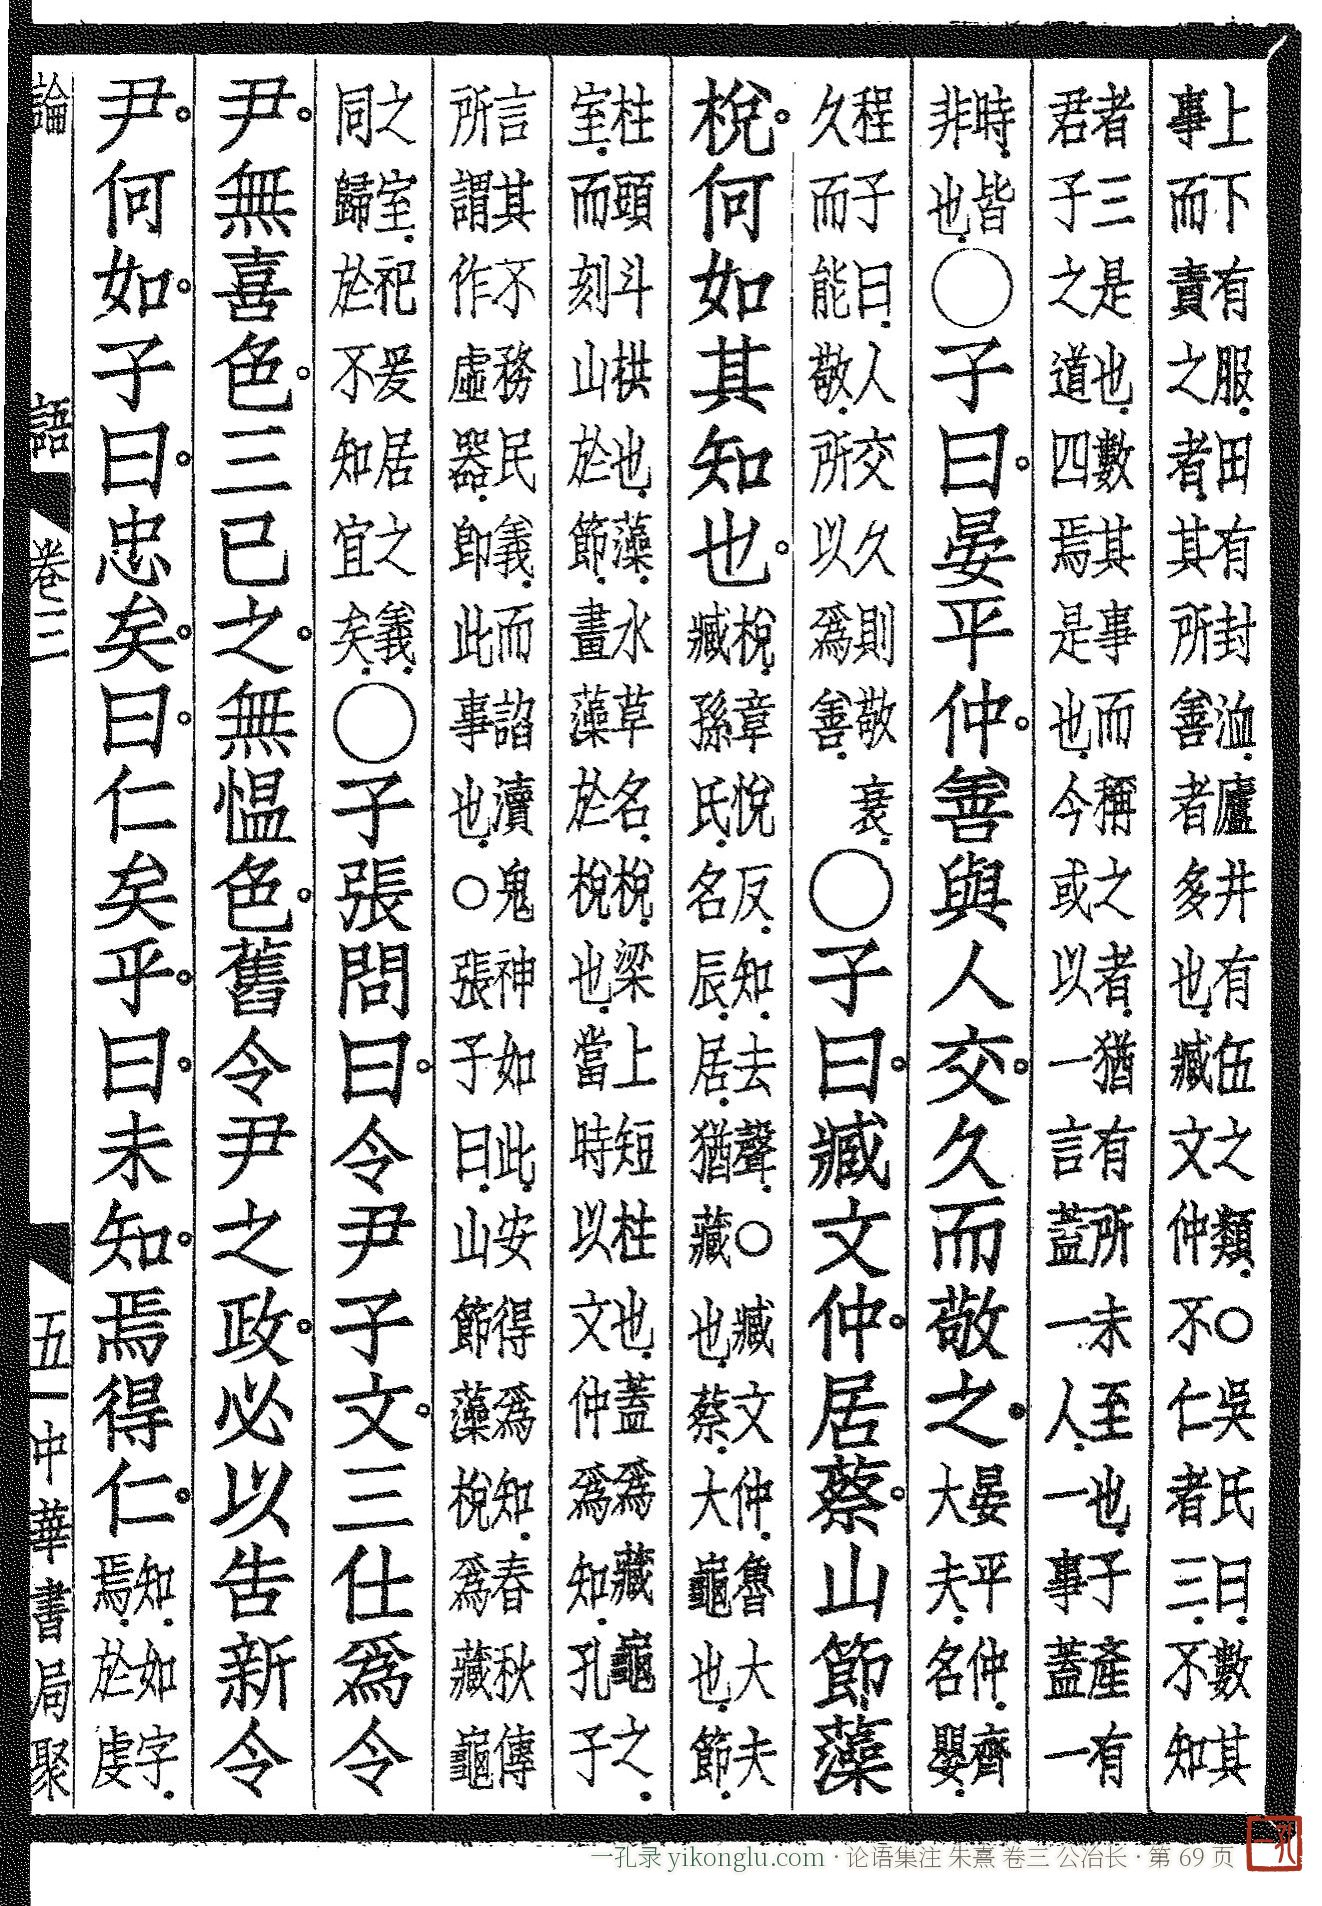 上下有服。田有封洫。廬井有伍之類。○吳氏曰。數其
事而責之者。其所善者多也。臧文仲不仁者三。不知
者三是也。數其事而稱之者。猶有所未至也。子產有
君子之道四焉是也。今或以一言蓋一人。一事蓋一
時。皆
非也。
○子曰。晏平仲。善與人交。久而敬之。
晏平仲。齊
大夫。名嬰。
程子曰。人交久則敬衰。
久而能敬。所以爲善。
○子曰。臧文仲。居蔡。山節藻
梲。何如其知也。
梲。章悅反。知。去聲。○臧文仲。魯大夫
臧孫氏。名辰。居。猶藏也。蔡。大龜也。節。
柱頭斗栱也。藻。水草名。梲。梁上短柱也。蓋爲藏龜之。
室。而刻山於節。畫藻於梲也。當時以文仲爲知。孔子
言其不務民義。而諂瀆鬼神如此。安得爲知。春秋傳
所謂作虛器。卽此事也。○張子曰。山節藻梲爲藏龜
之室。祀爰居之義。
同歸於不知宜矣。
○子張問曰。令尹子文。三仕爲令
尹。無喜色。三已之。無慍色。舊令尹之政。必以告新令
尹。何如。子曰。忠矣。曰。仁矣乎。曰。未知。焉得仁。
知。如字。
焉。於虔
論語 卷三 五一中華書局聚
一孔录 yikonglu.com · 论语集注 朱熹 卷三 公冶长 · 第 69 页
一孔